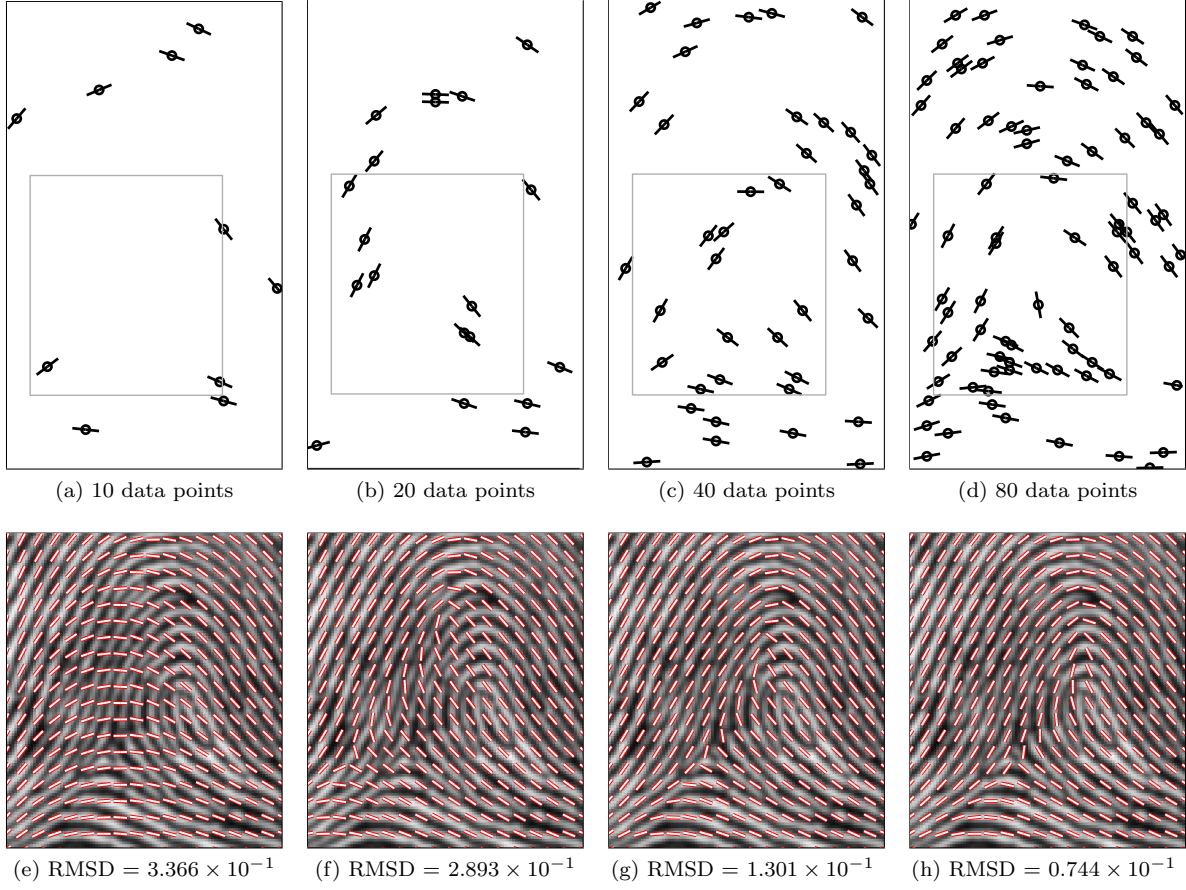 (a) 10 data points
(b) 20 data points
(c) 40 data points
(d) 80 data points
(e) RMSD = 3.366 × 10⁻¹
(f) RMSD = 2.893 × 10⁻¹
(g) RMSD = 1.301 × 10⁻¹
(h) RMSD = 0.744 × 10⁻¹